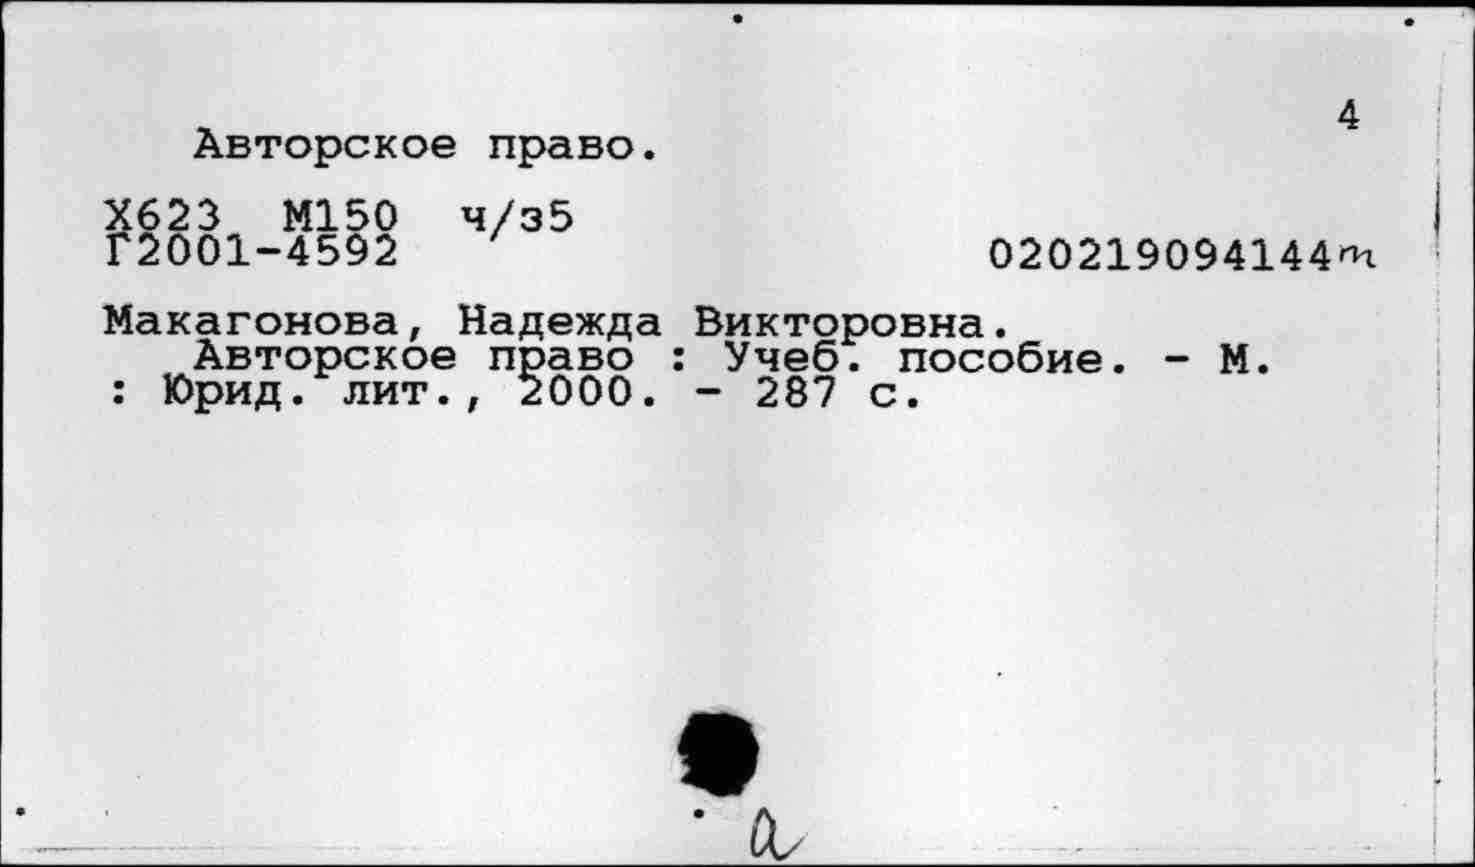 4
Авторское право.
Х623 М150 ч/з5
Г2001-4592
020219094144т
Макагонова, Надежда Викторовна.
Авторское право : Учеб. пособие. - М.
: Юрид. лит., 2000. - 287 с.
а